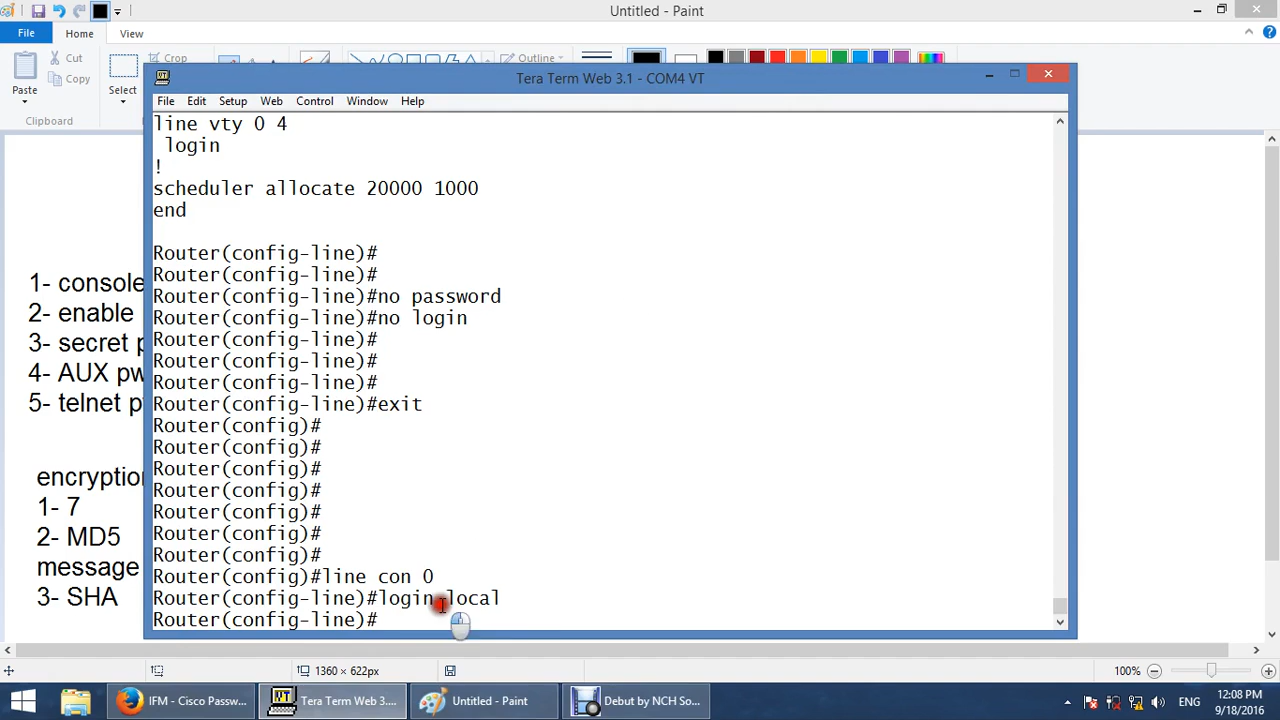 Untitled - Paint
File
Home
View
Paste
Cut
Copy
Clipboard
Select
Crop
Outline
Tera Term Web 3.1 - COM4 VT
File Edit Setup Web Control Window Help
line vty 0 4
login
!
scheduler allocate 20000 1000
end
Router(config-line)#
Router(config-line)#
Router(config-line)#no password
Router(config-line)#no login
Router(config-line)#
Router(config-line)#
Router(config-line)#
Router(config-line)#exit
Router(config)#
Router(config)#
Router(config)#
Router(config)#
Router(config)#
Router(config)#
Router(config)#
Router(config)#line con 0
Router(config-line)#login local
Router(config-line)#
1- console
2- enable
3- secret p
4- AUX pw
5- telnet p
encryption
1- 7
2- MD5
message
3- SHA
1360 × 622px
100%
IFM - Cisco Passw...
Tera Term Web 3....
Untitled - Paint
Debut by NCH So...
ENG
12:08 PM
9/18/2016